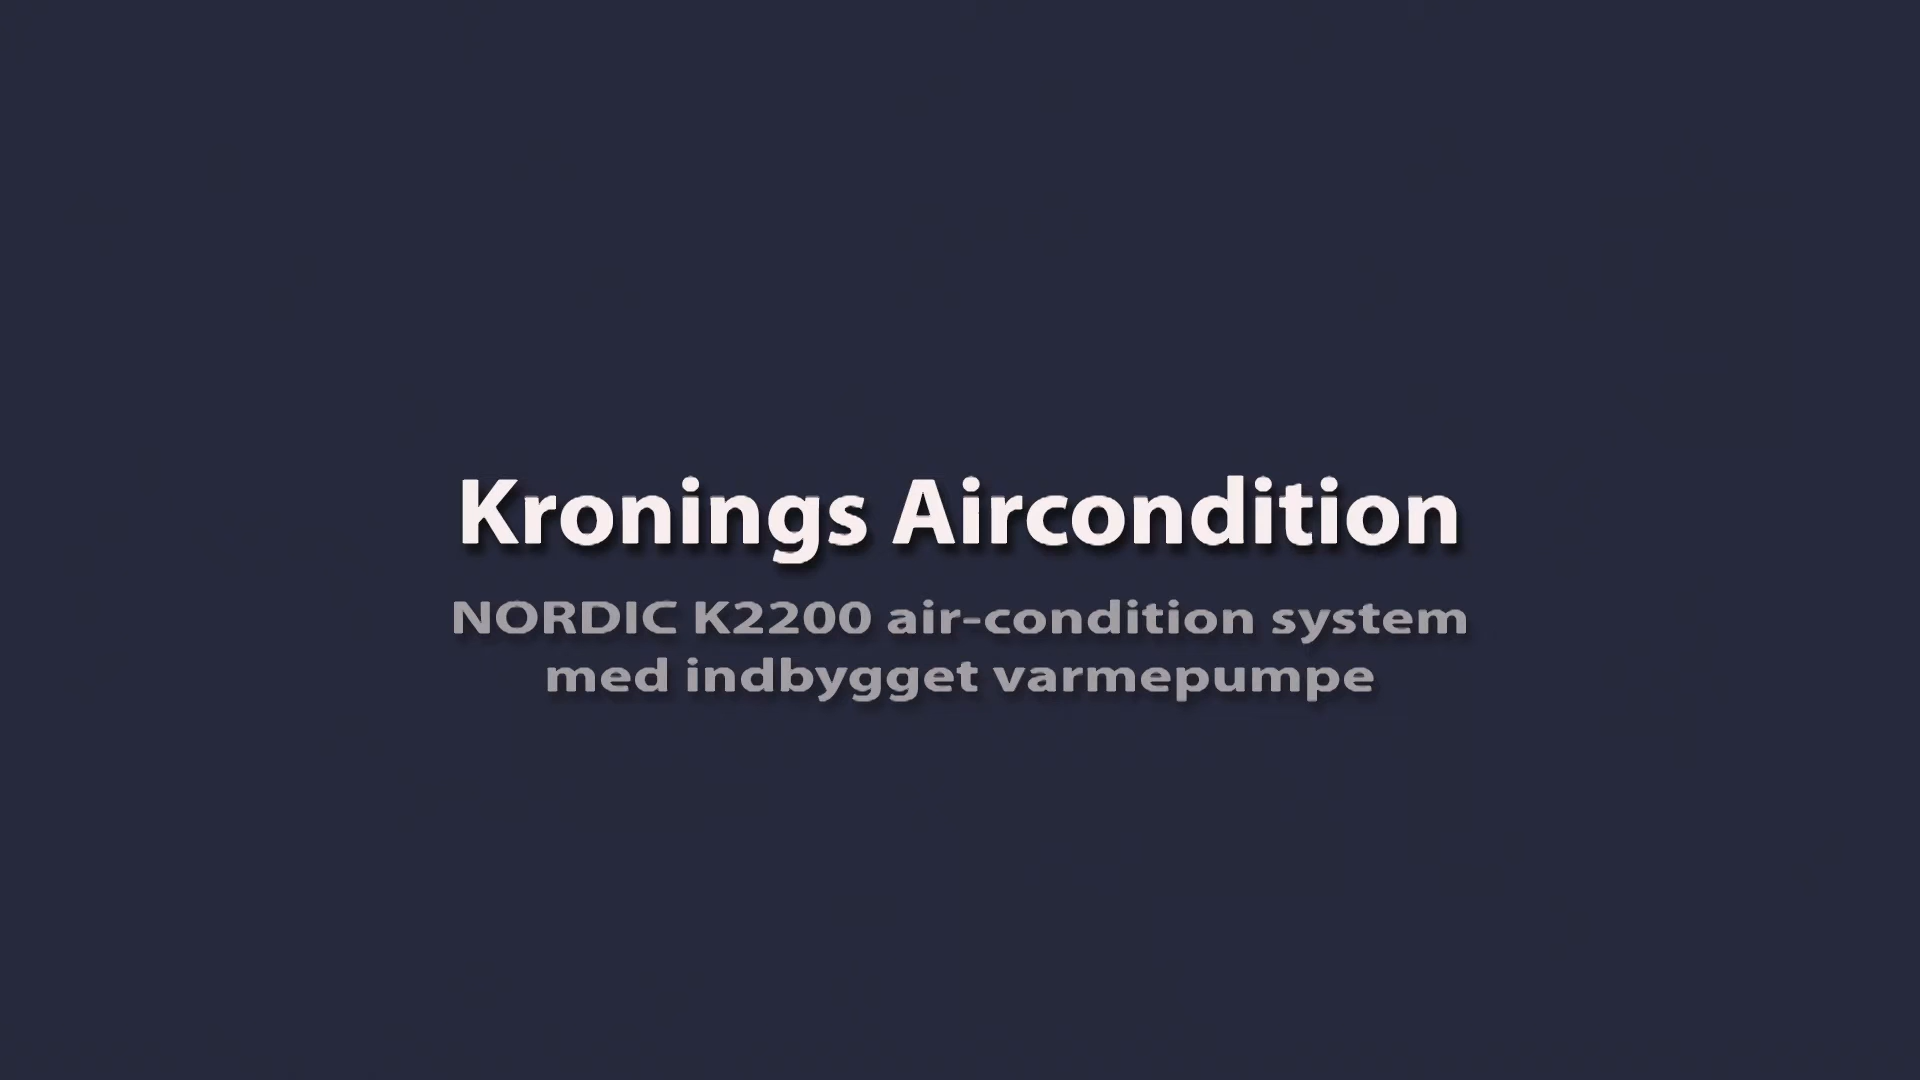 Kronings Aircondition
NORDIC K2200 air-condition system
med indbygget varmepumpe